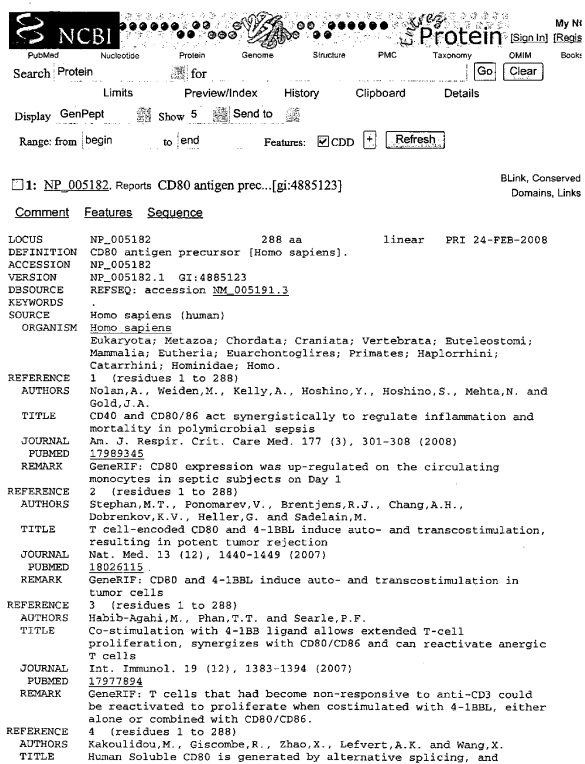 NCBI
Entrez Protein
My N
[Sign In] [Regis
PubMed Nucleotide Protein Genome Structure PMC Taxonomy OMIM Books
Search Protein for Go Clear
Limits Preview/Index History Clipboard Details
Display GenPept Show 5 Send to
Range: from begin to end Features: CDD + Refresh
1: NP_005182. Reports CD80 antigen prec...[gi:4885123]
BLink, Conserved
Domains, Links
Comment Features Sequence
LOCUS NP_005182 288 aa linear PRI 24-FEB-2008
DEFINITION CD80 antigen precursor [Homo sapiens].
ACCESSION NP_005182
VERSION NP_005182.1 GI:4885123
DBSOURCE REFSEQ: accession NM_005191.3
KEYWORDS .
SOURCE Homo sapiens (human)
ORGANISM Homo sapiens
Eukaryota; Metazoa; Chordata; Craniata; Vertebrata; Euteleostomi;
Mammalia; Eutheria; Euarchontoglires; Primates; Haplorrhini;
Catarrhini; Hominidae; Homo.
REFERENCE 1 (residues 1 to 288)
AUTHORS Nolan,A., Weiden,M., Kelly,A., Hoshino,Y., Hoshino,S., Mehta,N. and
Gold,J.A.
TITLE CD40 and CD80/86 act synergistically to regulate inflammation and
mortality in polymicrobial sepsis
JOURNAL Am. J. Respir. Crit. Care Med. 177 (3), 301-308 (2008)
PUBMED 17989345
REMARK GeneRIF: CD80 expression was up-regulated on the circulating
monocytes in septic subjects on Day 1
REFERENCE 2 (residues 1 to 288)
AUTHORS Stephan,M.T., Ponomarev,V., Brentjens,R.J., Chang,A.H.,
Dobrenkov,K.V., Heller,G. and Sadelain,M.
TITLE T cell-encoded CD80 and 4-1BBL induce auto- and transcostimulation,
resulting in potent tumor rejection
JOURNAL Nat. Med. 13 (12), 1440-1449 (2007)
PUBMED 18026115
REMARK GeneRIF: CD80 and 4-1BBL induce auto- and transcostimulation in
tumor cells
REFERENCE 3 (residues 1 to 288)
AUTHORS Habib-Agahi,M., Phan,T.T. and Searle,P.F.
TITLE Co-stimulation with 4-1BB ligand allows extended T-cell
proliferation, synergizes with CD80/CD86 and can reactivate anergic
T cells
JOURNAL Int. Immunol. 19 (12), 1383-1394 (2007)
PUBMED 17977894
REMARK GeneRIF: T cells that had become non-responsive to anti-CD3 could
be reactivated to proliferate when costimulated with 4-1BBL, either
alone or combined with CD80/CD86.
REFERENCE 4 (residues 1 to 288)
AUTHORS Kakoulidou,M., Giscombe,R., Zhao,X., Lefvert,A.K. and Wang,X.
TITLE Human Soluble CD80 is generated by alternative splicing, and